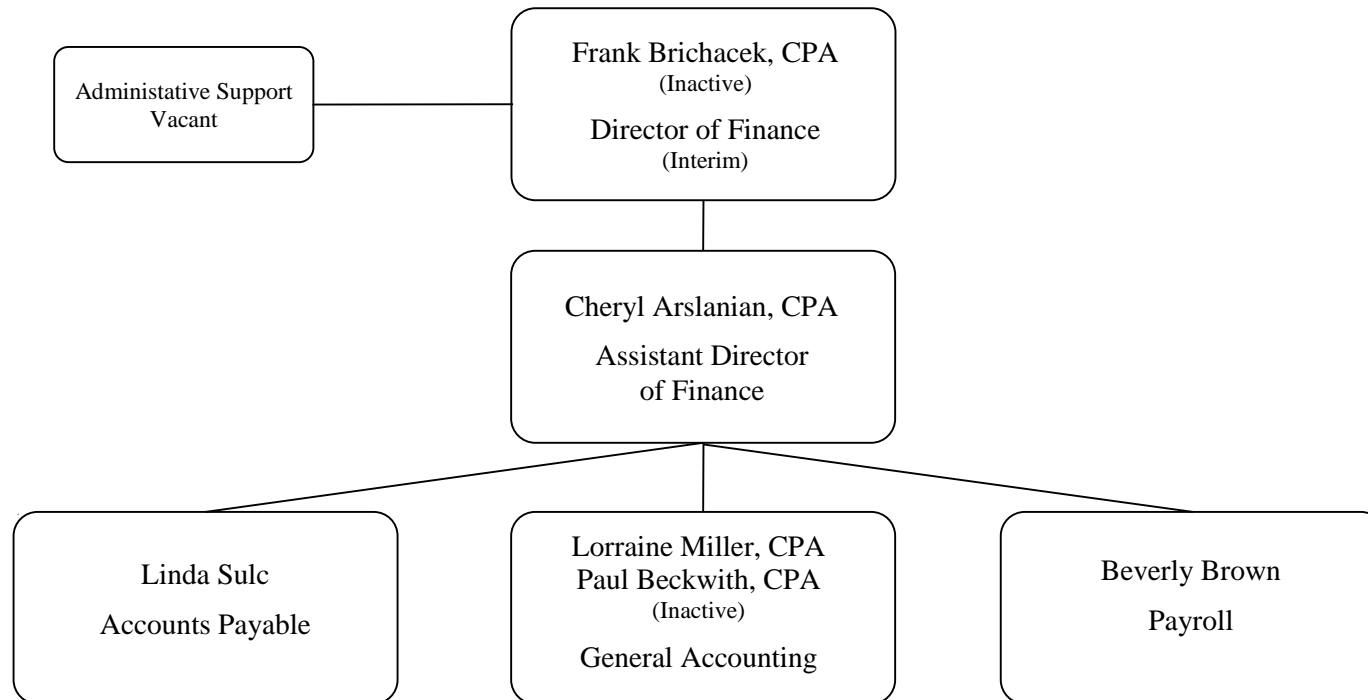 Frank Brichacek, CPA
(Inactive)
Director of Finance
(Interim)
Administative Support
Vacant
Cheryl Arslanian, CPA
Assistant Director
of Finance
Linda Sulc
Accounts Payable
Lorraine Miller, CPA
Paul Beckwith, CPA
(Inactive)
General Accounting
Beverly Brown
Payroll